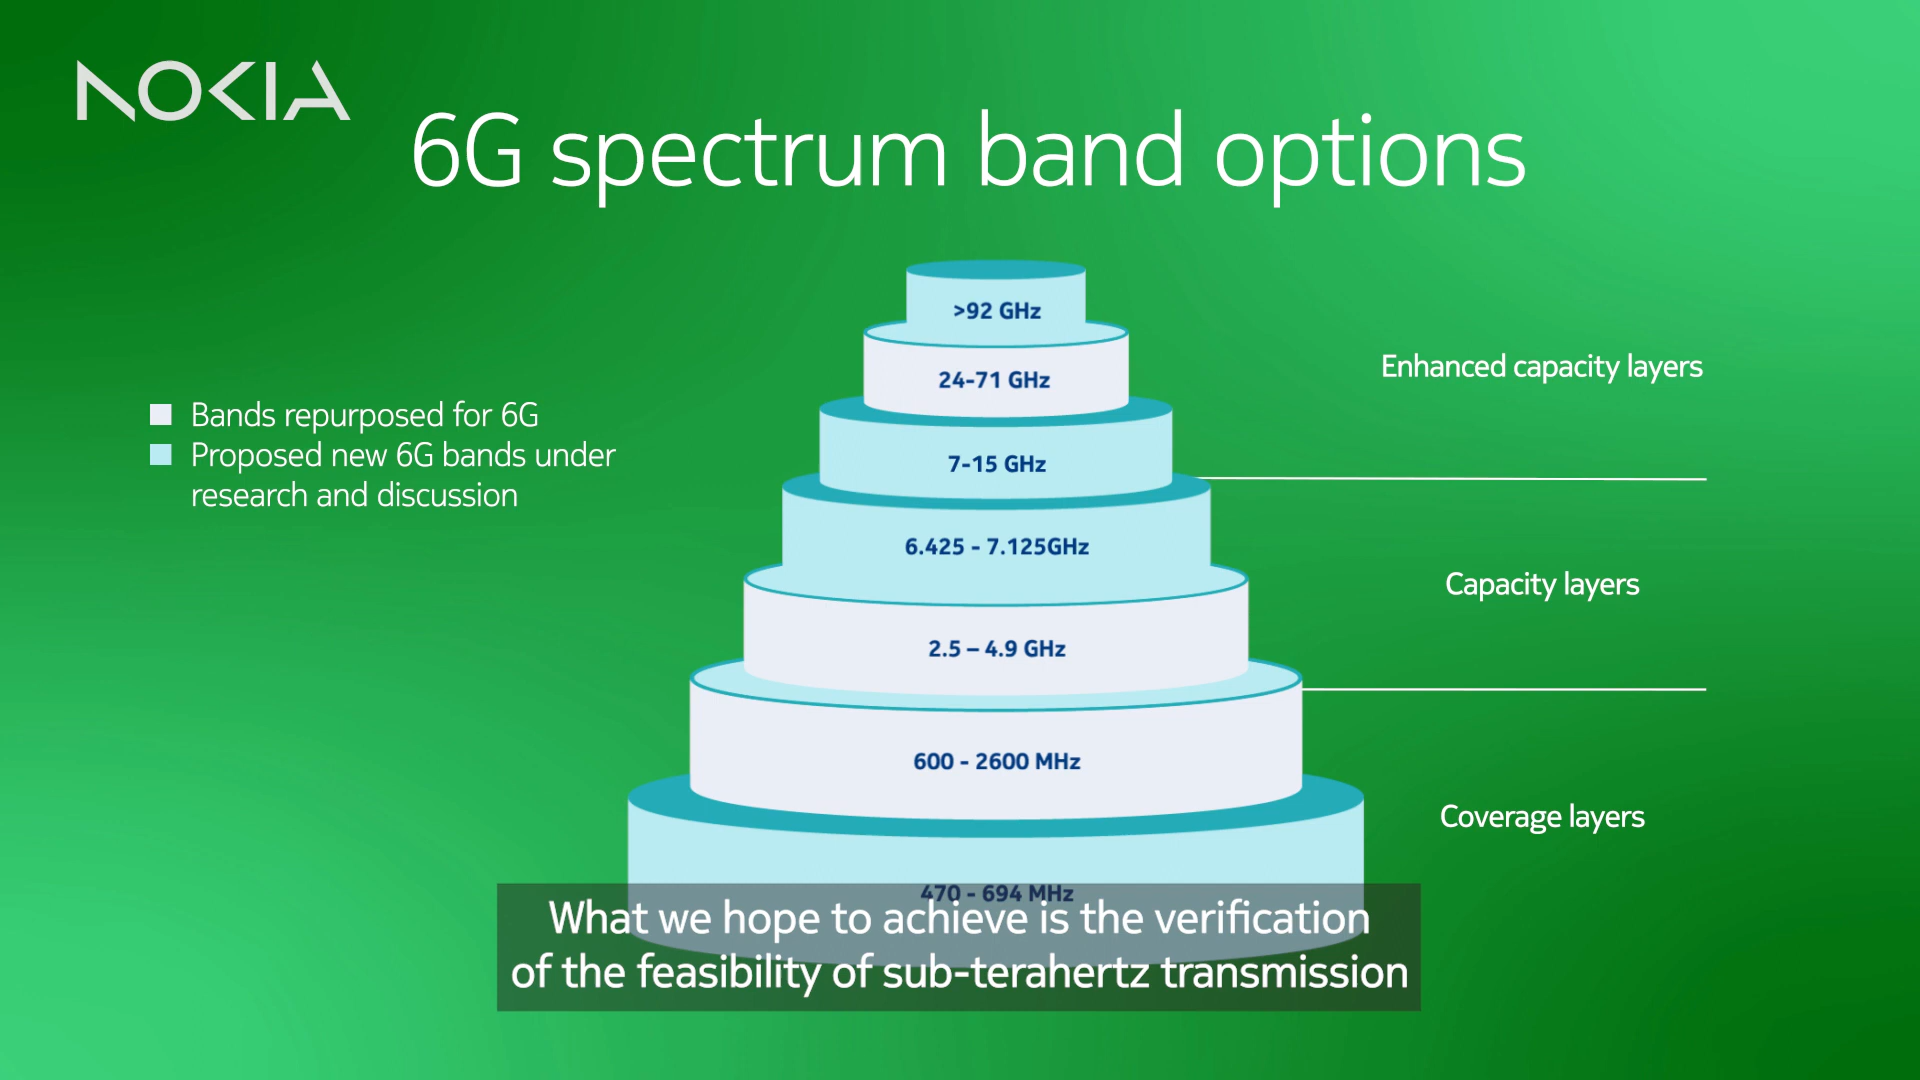 NOKIA
6G spectrum band options
>92 GHz
24-71 GHz
7-15 GHz
6.425 - 7.125GHz
2.5 – 4.9 GHz
600 - 2600 MHz
470 - 694 MHz
Bands repurposed for 6G
Proposed new 6G bands under
research and discussion
Enhanced capacity layers
Capacity layers
Coverage layers
What we hope to achieve is the verification
of the feasibility of sub-terahertz transmission